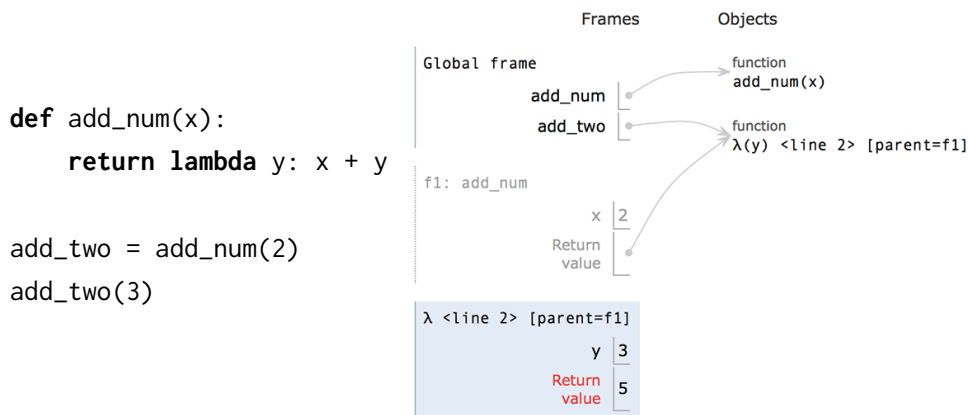 def add_num(x):
    return lambda y: x + y
add_two = add_num(2)
add_two(3)
Frames
Objects
Global frame
add_num
add_two
function
add_num(x)
function
λ(y) <line 2> [parent=f1]
f1: add_num
x 2
Return
value
λ <line 2> [parent=f1]
y 3
Return
value 5